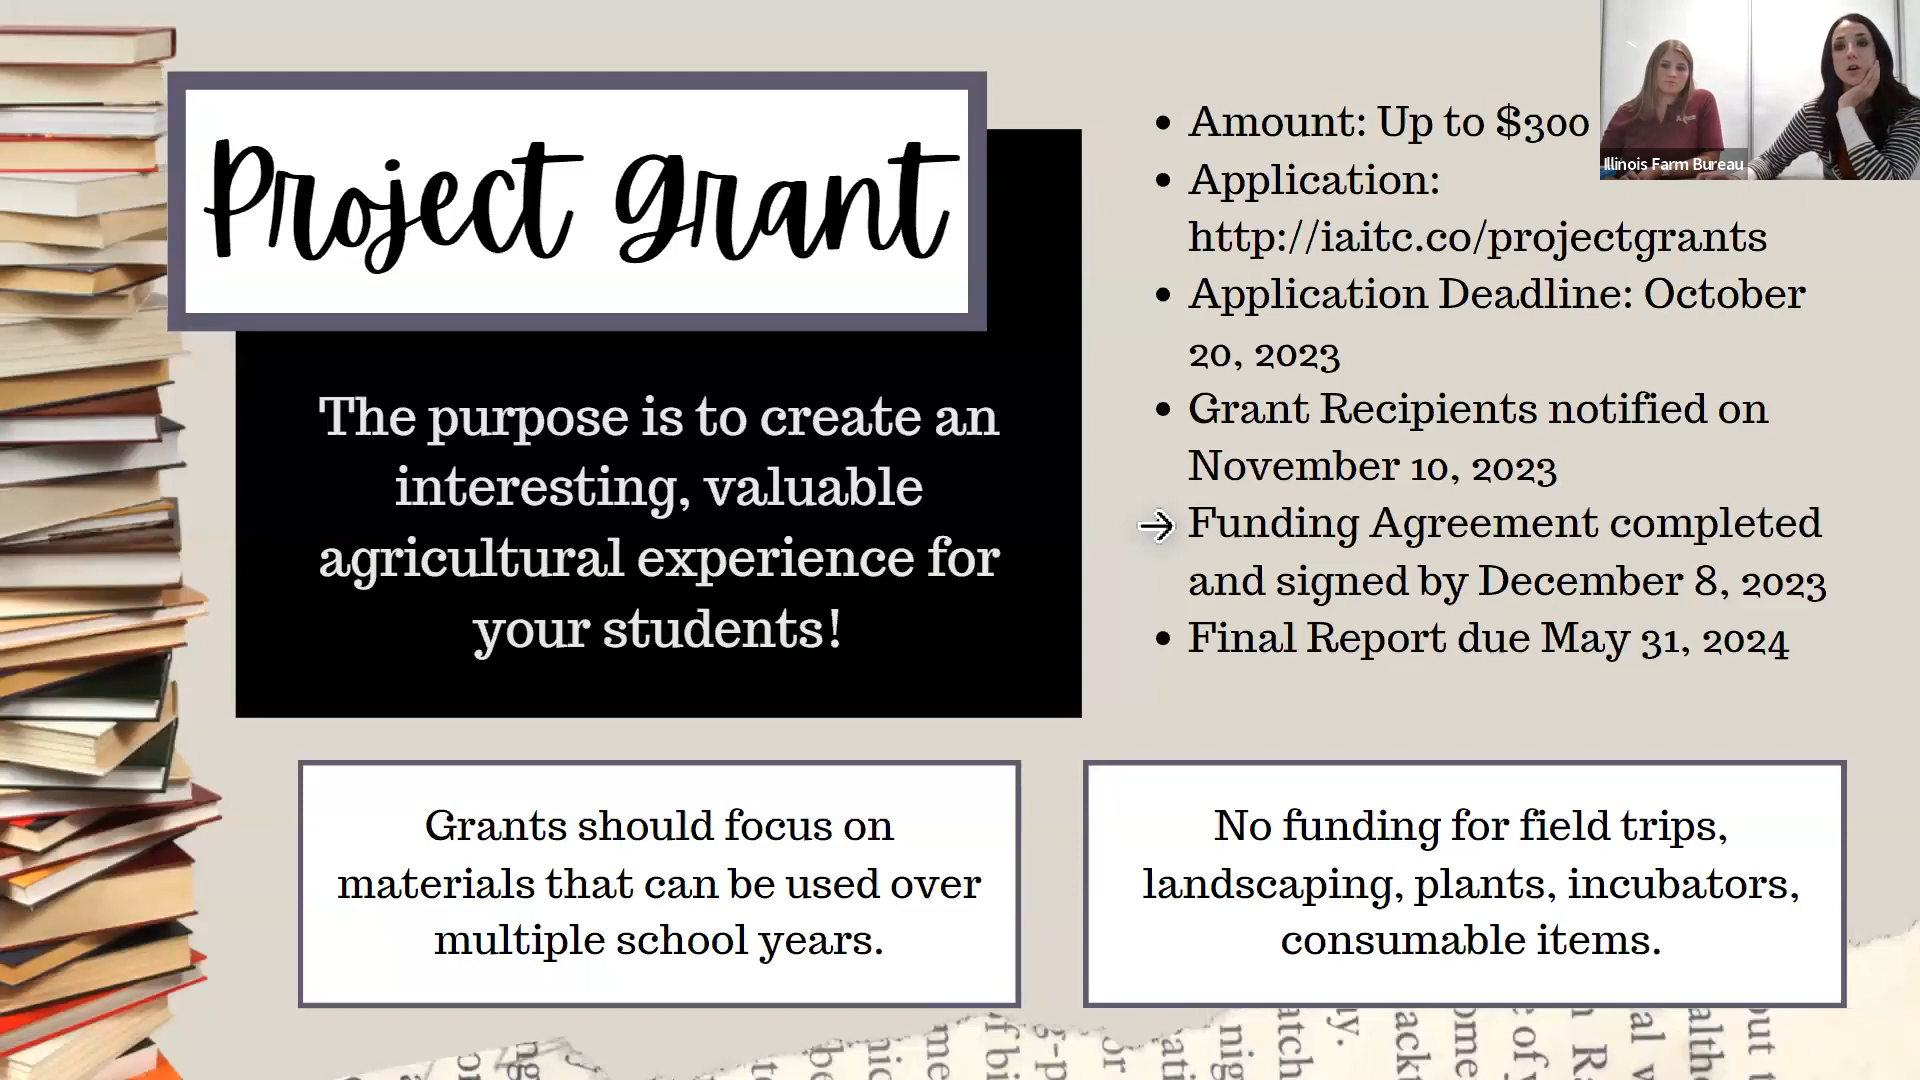 Project Grant
The purpose is to create an
interesting, valuable
agricultural experience for
your students!
Amount: Up to $300
Application:
http://iaitc.co/projectgrants
Application Deadline: October
20, 2023
Grant Recipients notified on
November 10, 2023
Funding Agreement completed
and signed by December 8, 2023
Final Report due May 31, 2024
Illinois Farm Bureau
Grants should focus on
materials that can be used over
multiple school years.
No funding for field trips,
landscaping, plants, incubators,
consumable items.